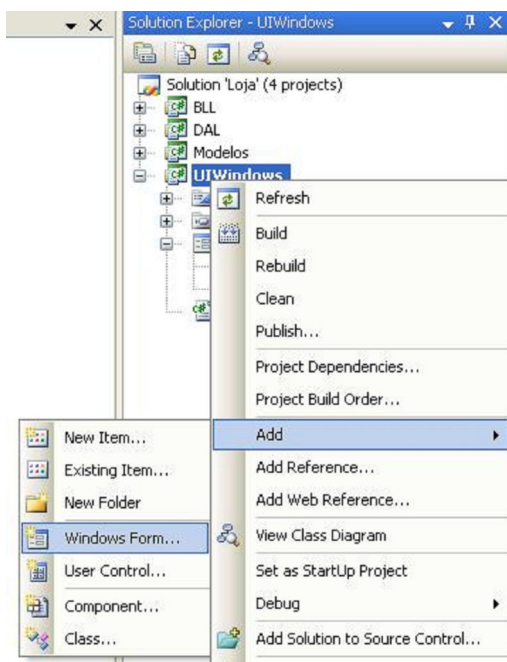 Solution Explorer - UIWindows
Solution 'Loja' (4 projects)
BLL
DAL
Modelos
UIWindows
Refresh
Build
Rebuild
Clean
Publish...
Project Dependencies...
Project Build Order...
Add
Add Reference...
Add Web Reference...
View Class Diagram
Set as StartUp Project
Debug
Add Solution to Source Control...
New Item...
Existing Item...
New Folder
Windows Form...
User Control...
Component...
Class...